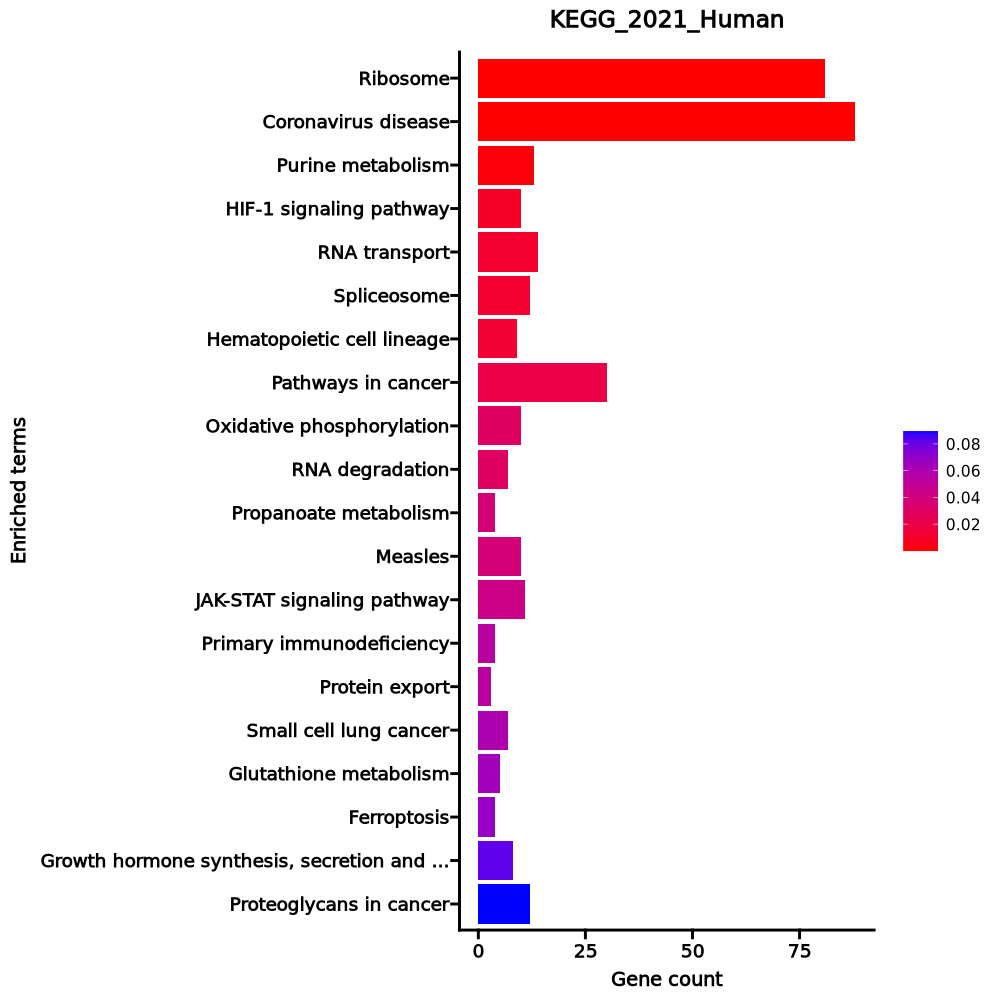 KEGG_2021_Human
Ribosome
Coronavirus disease
Purine metabolism
HIF-1 signaling pathway
RNA transport
Spliceosome
Hematopoietic cell lineage
Pathways in cancer
Oxidative phosphorylation
RNA degradation
Propanoate metabolism
Measles
JAK-STAT signaling pathway
Primary immunodeficiency
Protein export
Small cell lung cancer
Glutathione metabolism
Ferroptosis
Growth hormone synthesis, secretion and ...
Proteoglycans in cancer
Enriched terms
0 25 50 75
Gene count
0.08
0.06
0.04
0.02